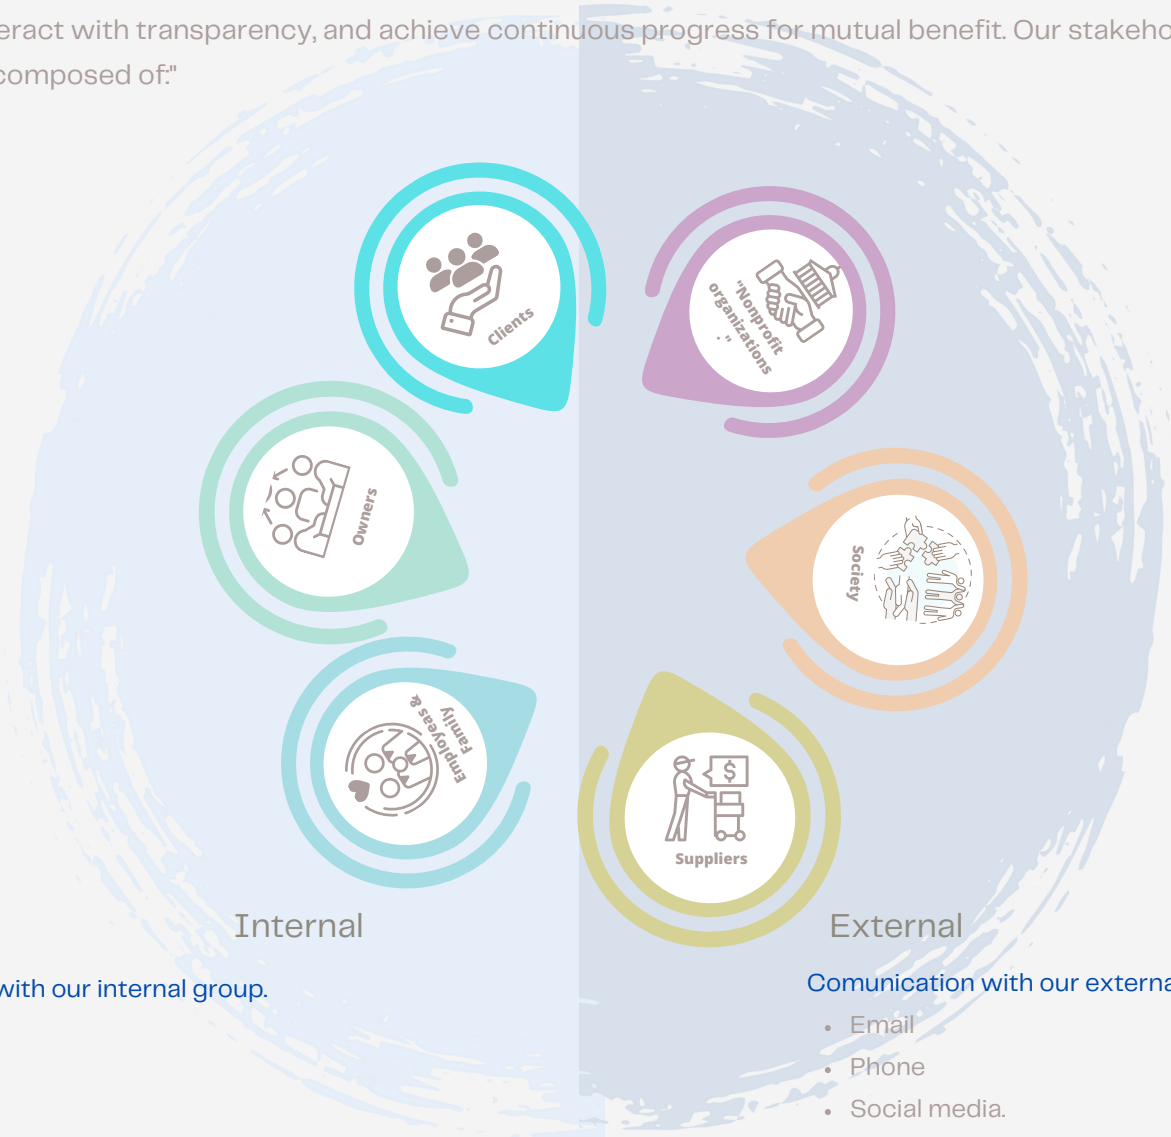 eract with transparency, and achieve continuous progress for mutual benefit. Our stakeho
composed of:"
Clients
"Nonprofit
organizations
."
Owners
Society
Employeas &
Family
Suppliers
Internal
External
with our internal group.
Comunication with our externa
• Email
• Phone
• Social media.
$